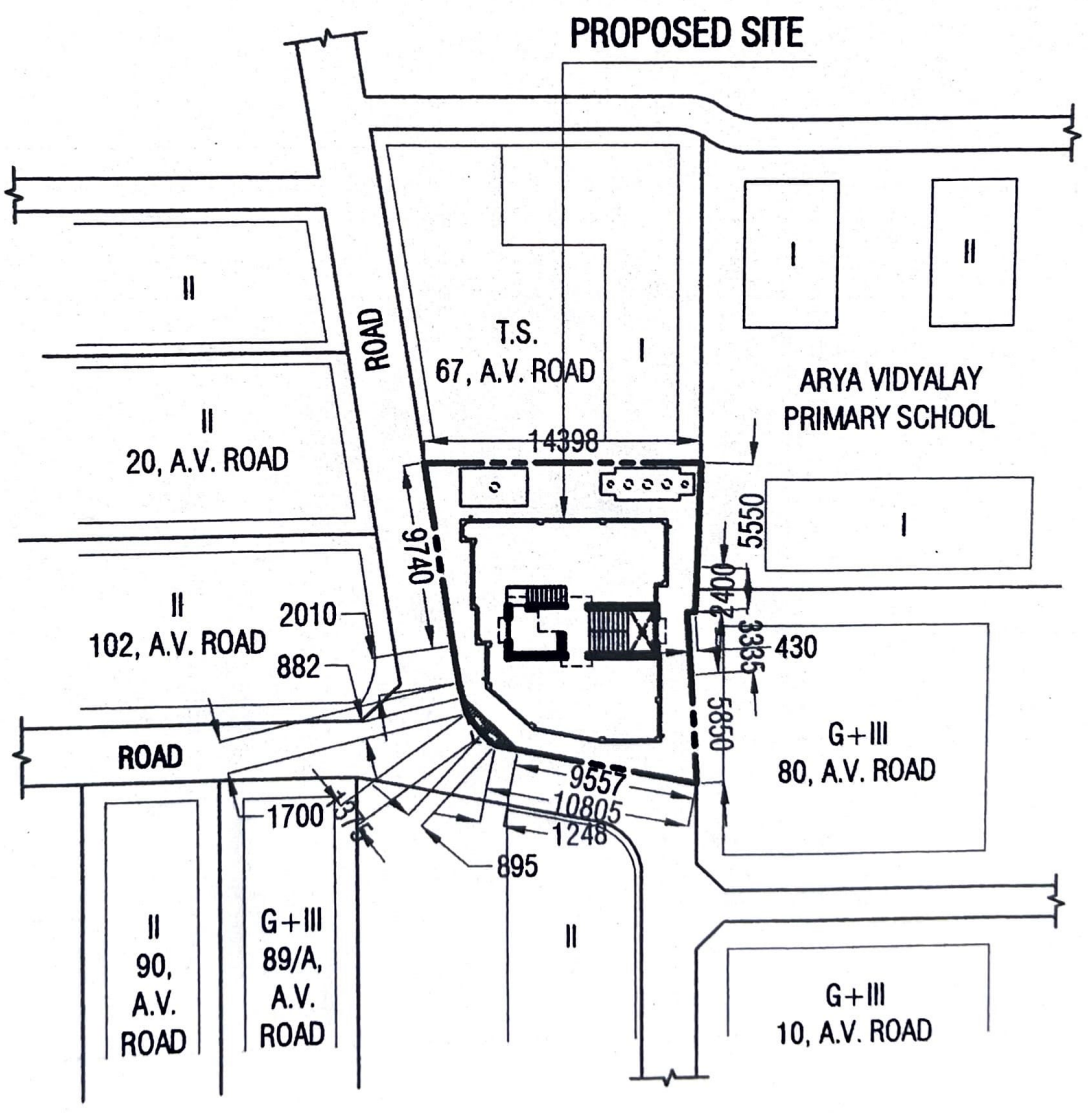 PROPOSED SITE
II
ROAD
T.S.
67, A.V. ROAD
I
I
II
ARYA VIDYALAY
PRIMARY SCHOOL
II
20, A.V. ROAD
14398
I
5550
9740
2400
II
102, A.V. ROAD
2010
882
3335
430
5850
G+III
80, A.V. ROAD
ROAD
9557
10805
1248
1700
895
II
90,
A.V.
ROAD
G+III
89/A,
A.V.
ROAD
II
G+III
10, A.V. ROAD